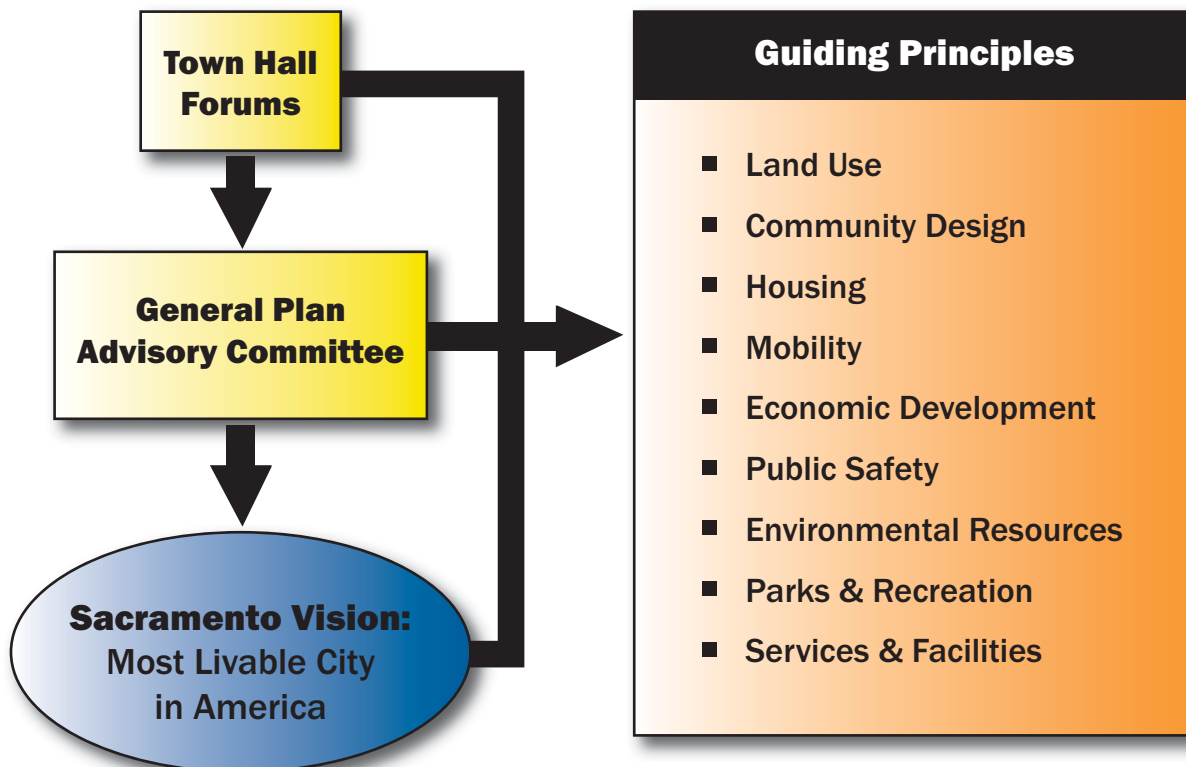 Town Hall
Forums
General Plan
Advisory Committee
Sacramento Vision:
Most Livable City
in America
Guiding Principles
■ Land Use
■ Community Design
■ Housing
■ Mobility
■ Economic Development
■ Public Safety
■ Environmental Resources
■ Parks & Recreation
■ Services & Facilities